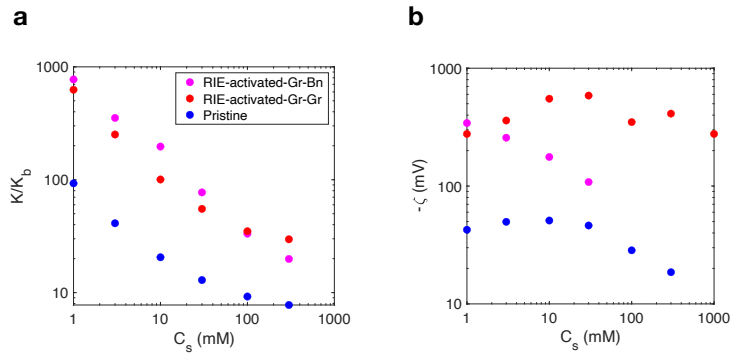 a
K/K_b
1000
100
10
1
10
100
1000
C_s (mM)
RIE-activated-Gr-Bn
RIE-activated-Gr-Gr
Pristine
b
-ζ (mV)
1000
100
10
1
10
100
1000
C_s (mM)